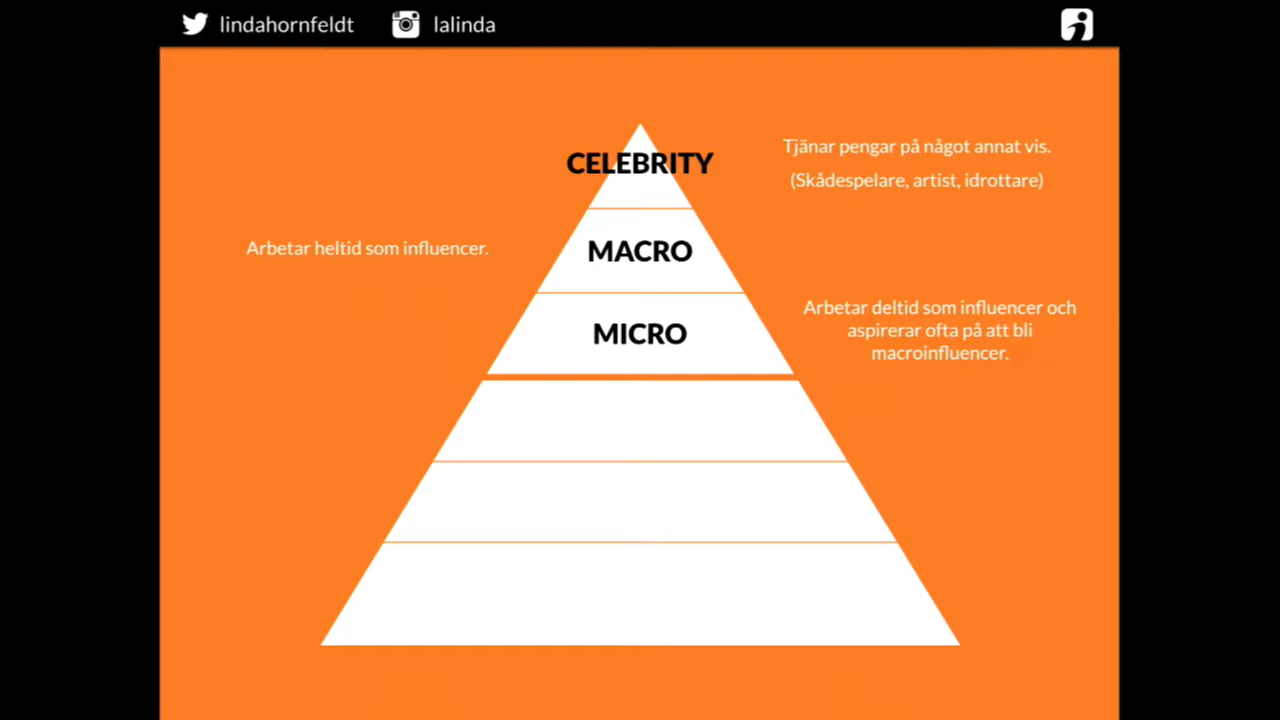 lindahornfeldt
lalinda
CELEBRITY
Tjänar pengar på något annat vis.
(Skådespelare, artist, idrottare)
Arbetar heltid som influencer.
MACRO
MICRO
Arbetar deltid som influencer och
aspirerar ofta på att bli
macroinfluencer.